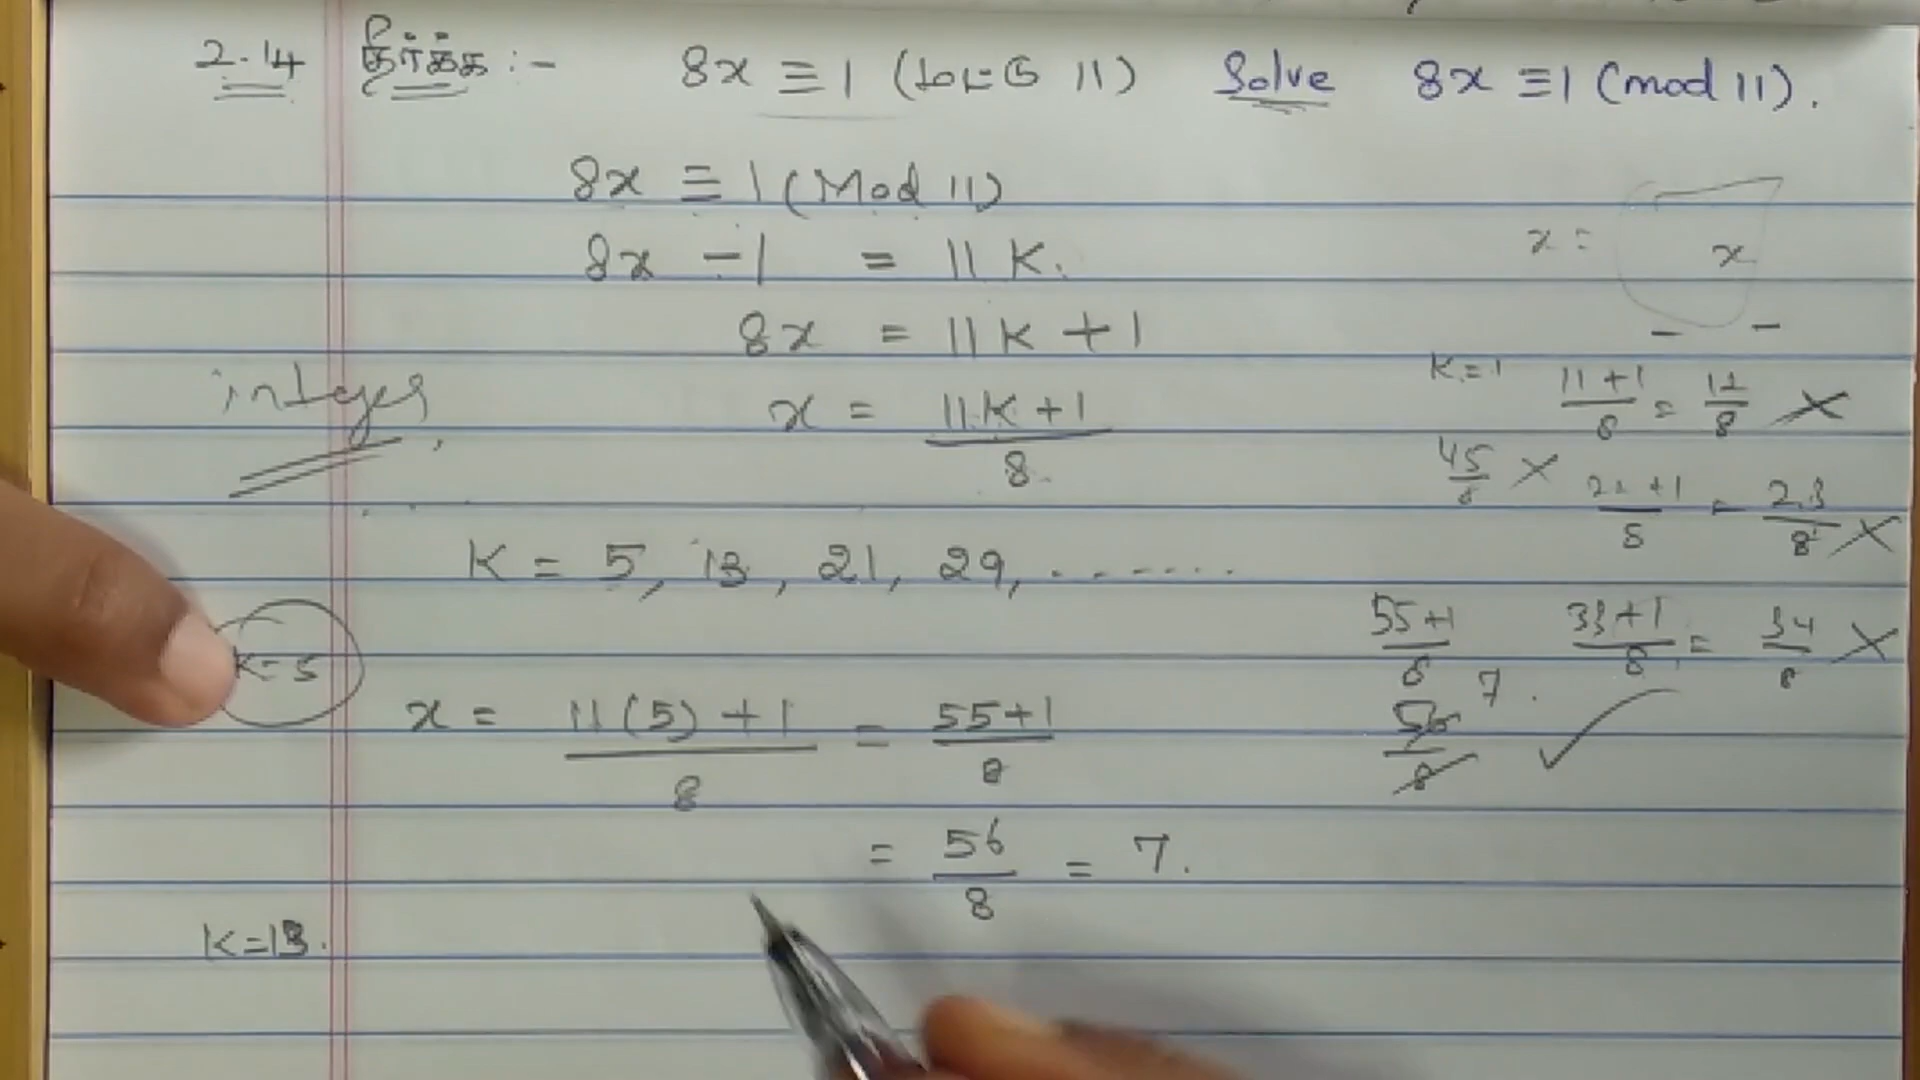 2.14 தீர்க்க :- 8x ≡ 1 (மட்டு 11) Solve 8x ≡ 1 (mod 11).
8x ≡ 1 (Mod 11)
8x - 1 = 11 K.
8x = 11K + 1
x = 11K + 1 / 8.
integer,
K = 5, 13, 21, 29, .......
K = 5
x = 11(5) + 1 / 8 = 55+1 / 8
= 56 / 8 = 7.
K = 13.
x = x
- -
K = 1 11 + 1 / 8 = 12 / 8 X
45 / 8 X 22 + 1 / 8 = 23 / 8 X
55+1 / 8 33+1 / 8 = 34 / 8 X
56 / 8 7. ✓